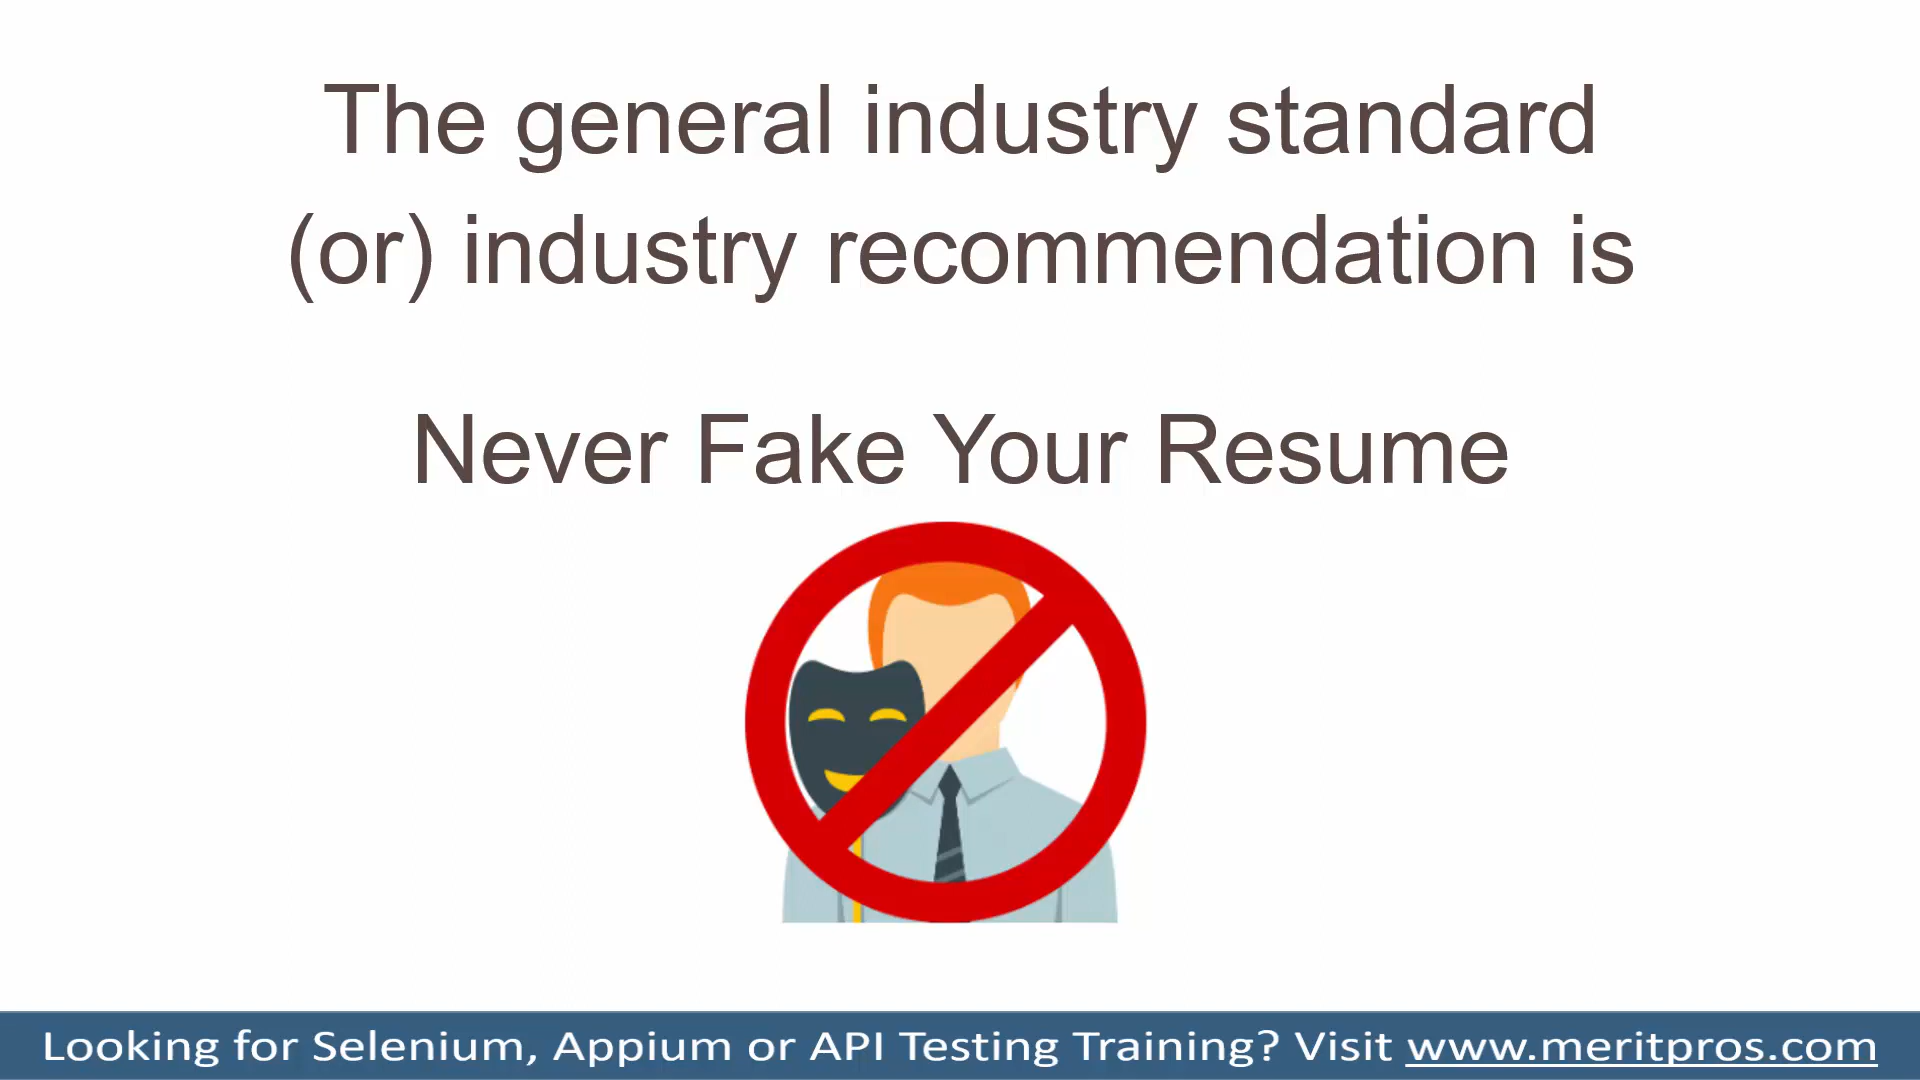 The general industry standard
(or) industry recommendation is
Never Fake Your Resume
Looking for Selenium, Appium or API Testing Training? Visit www.meritpros.com